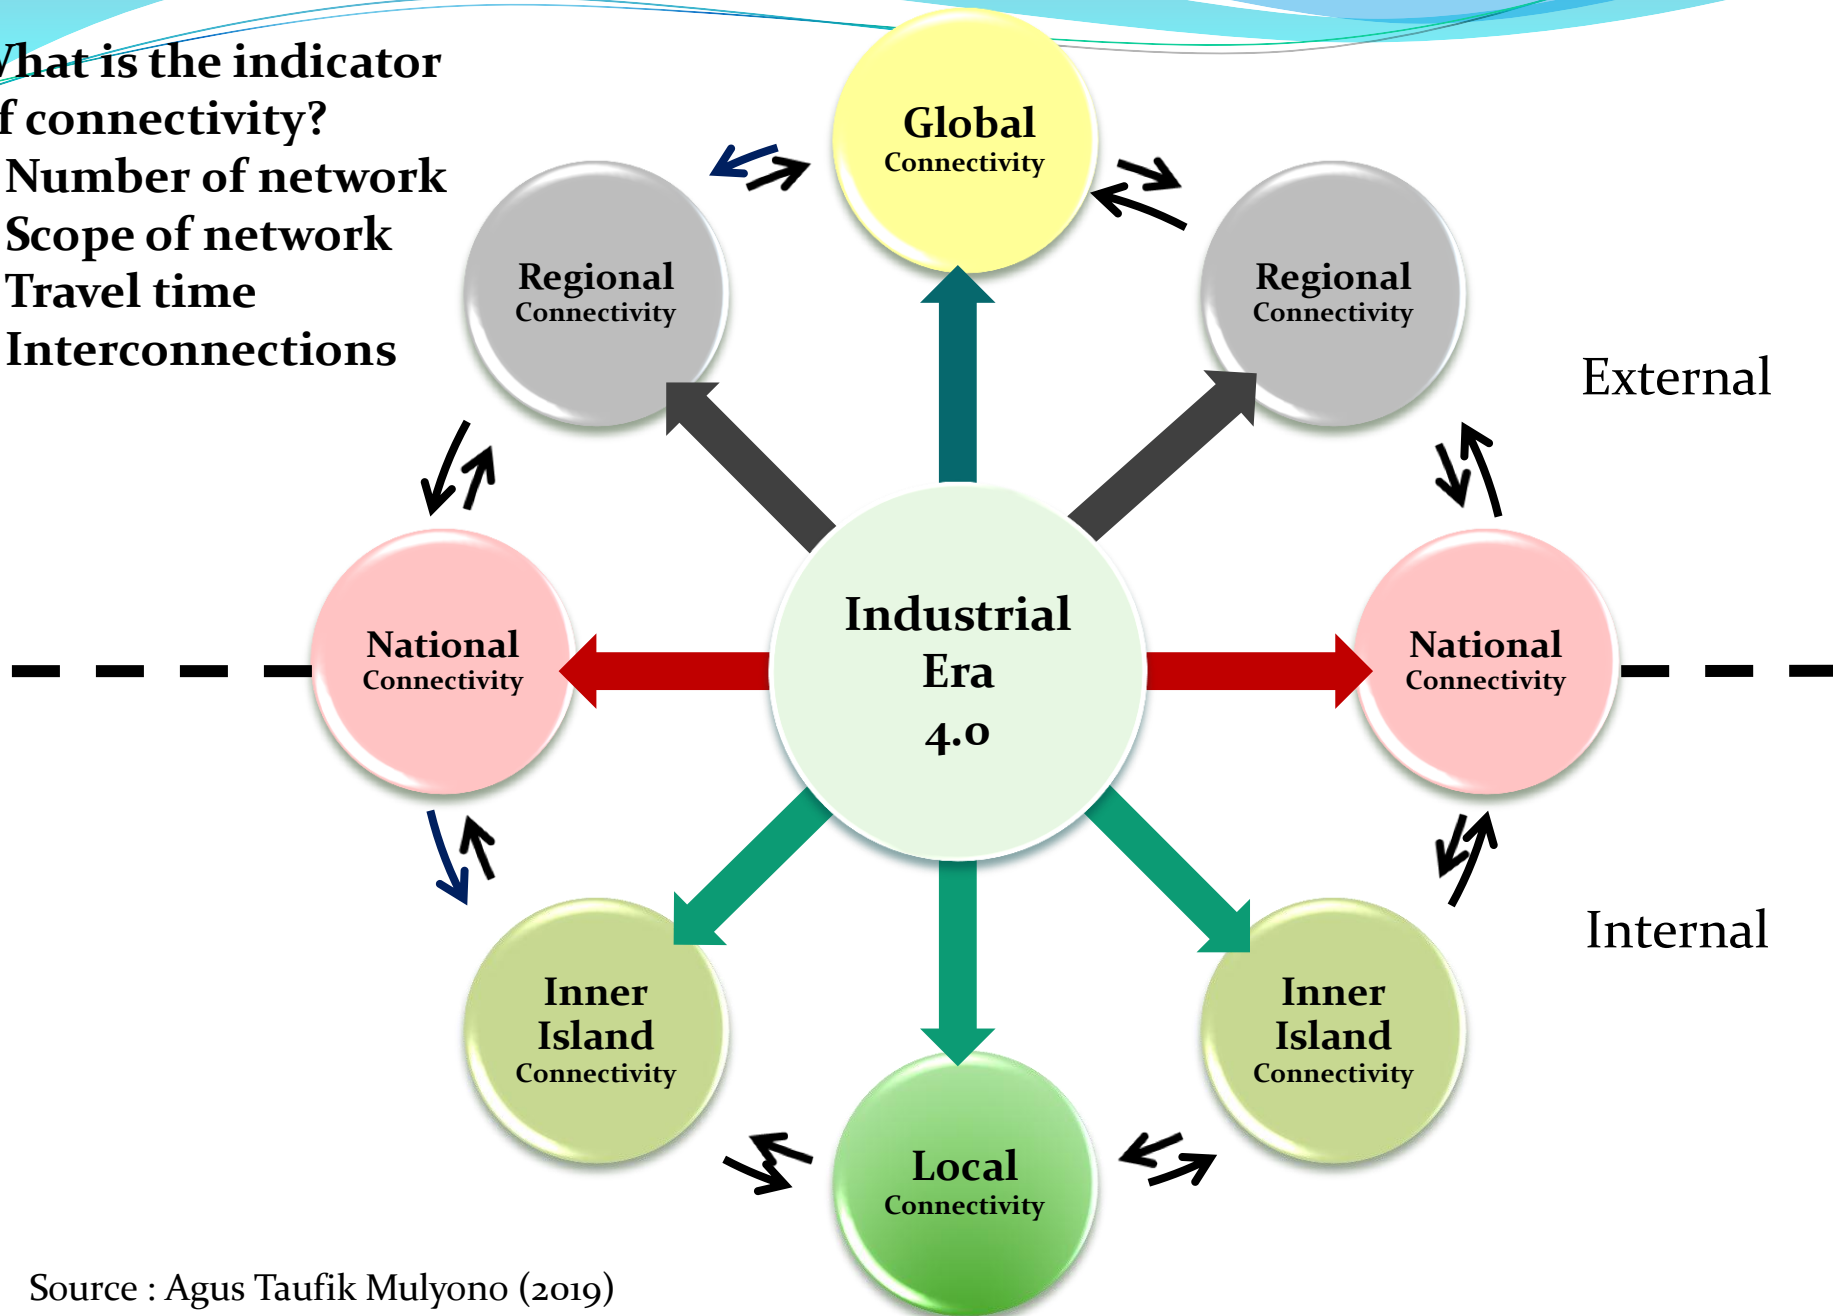 What is the indicator
of connectivity?
Number of network
Scope of network
Travel time
Interconnections
Global
Connectivity
Regional
Connectivity
Regional
Connectivity
External
National
Connectivity
Industrial
Era
4.0
National
Connectivity
Internal
Inner
Island
Connectivity
Inner
Island
Connectivity
Local
Connectivity
Source : Agus Taufik Mulyono (2019)